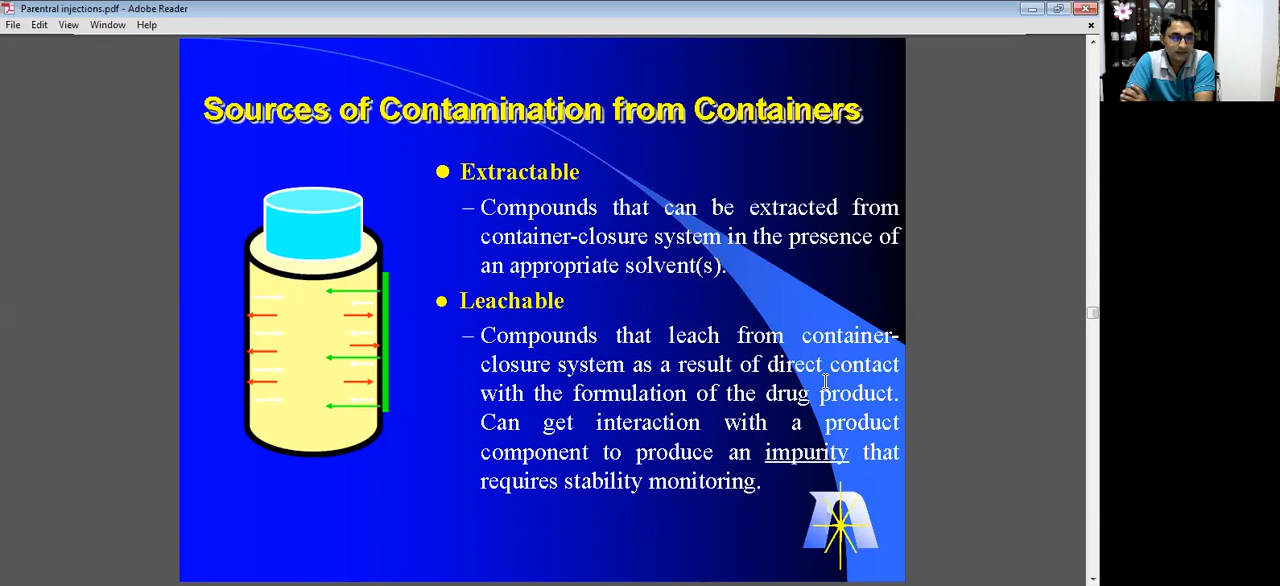 Parentral injections.pdf - Adobe Reader
File Edit View Window Help
Sources of Contamination from Containers
Extractable
– Compounds that can be extracted from
container-closure system in the presence of
an appropriate solvent(s).
Leachable
– Compounds that leach from container-
closure system as a result of direct contact
with the formulation of the drug product.
Can get interaction with a product
component to produce an impurity that
requires stability monitoring.